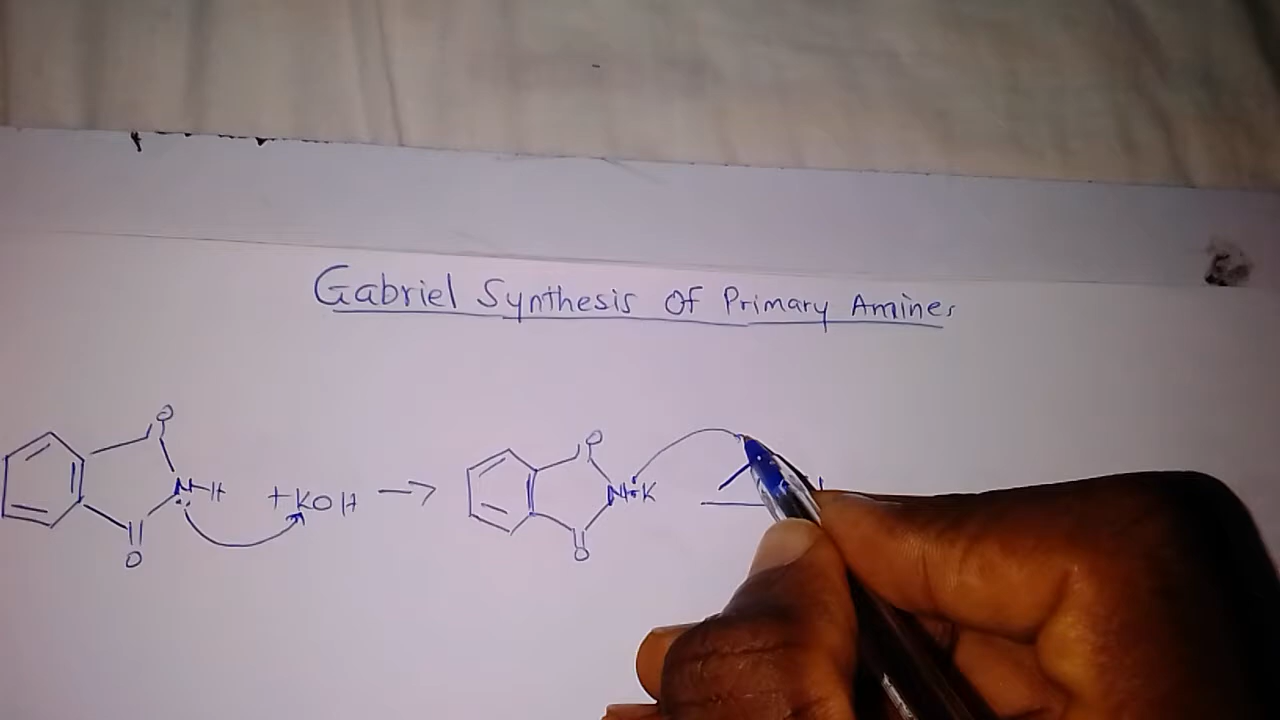 Gabriel Synthesis Of Primary Amines
O O
N-H +KOH → N:K
O O